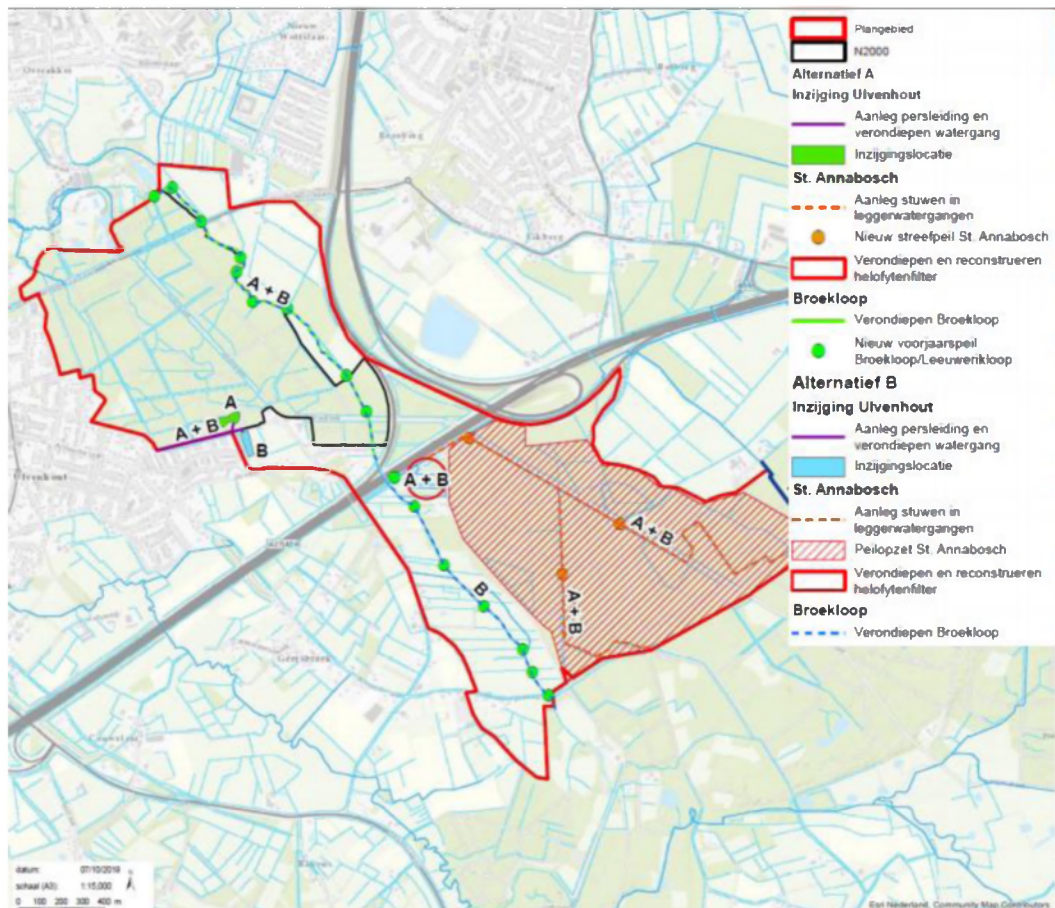 Plangebied
N2000
Alternatief A
Inzijging Ulvenhout
Aanleg persleiding en
verondiepen watergang
Inzijgingslocatie
St. Annabosch
Aanleg stuwen in
leggerwatergangen
Nieuw streefpeil St. Annabosch
Verondiepen en reconstrueren
helofytenfilter
Broekloop
Verondiepen Broekloop
Nieuw voorjaarspeil
Broekloop/Leeuwerikloop
Alternatief B
Inzijging Ulvenhout
Aanleg persleiding en
verondiepen watergang
Inzijgingslocatie
St. Annabosch
Aanleg stuwen in
leggerwatergangen
Peilopzet St. Annabosch
Verondiepen en reconstrueren
helofytenfilter
Broekloop
Verondiepen Broekloop
Nieuw
Overakker
A + B
A
A + B
B
Ulvenhout
A + B
A + B
B
A + B
Geersbroek
datum: 07/10/2019
schaal (A3): 1:15,000
0 100 200 300 400 m
Esri Nederland, Community Map Contributors